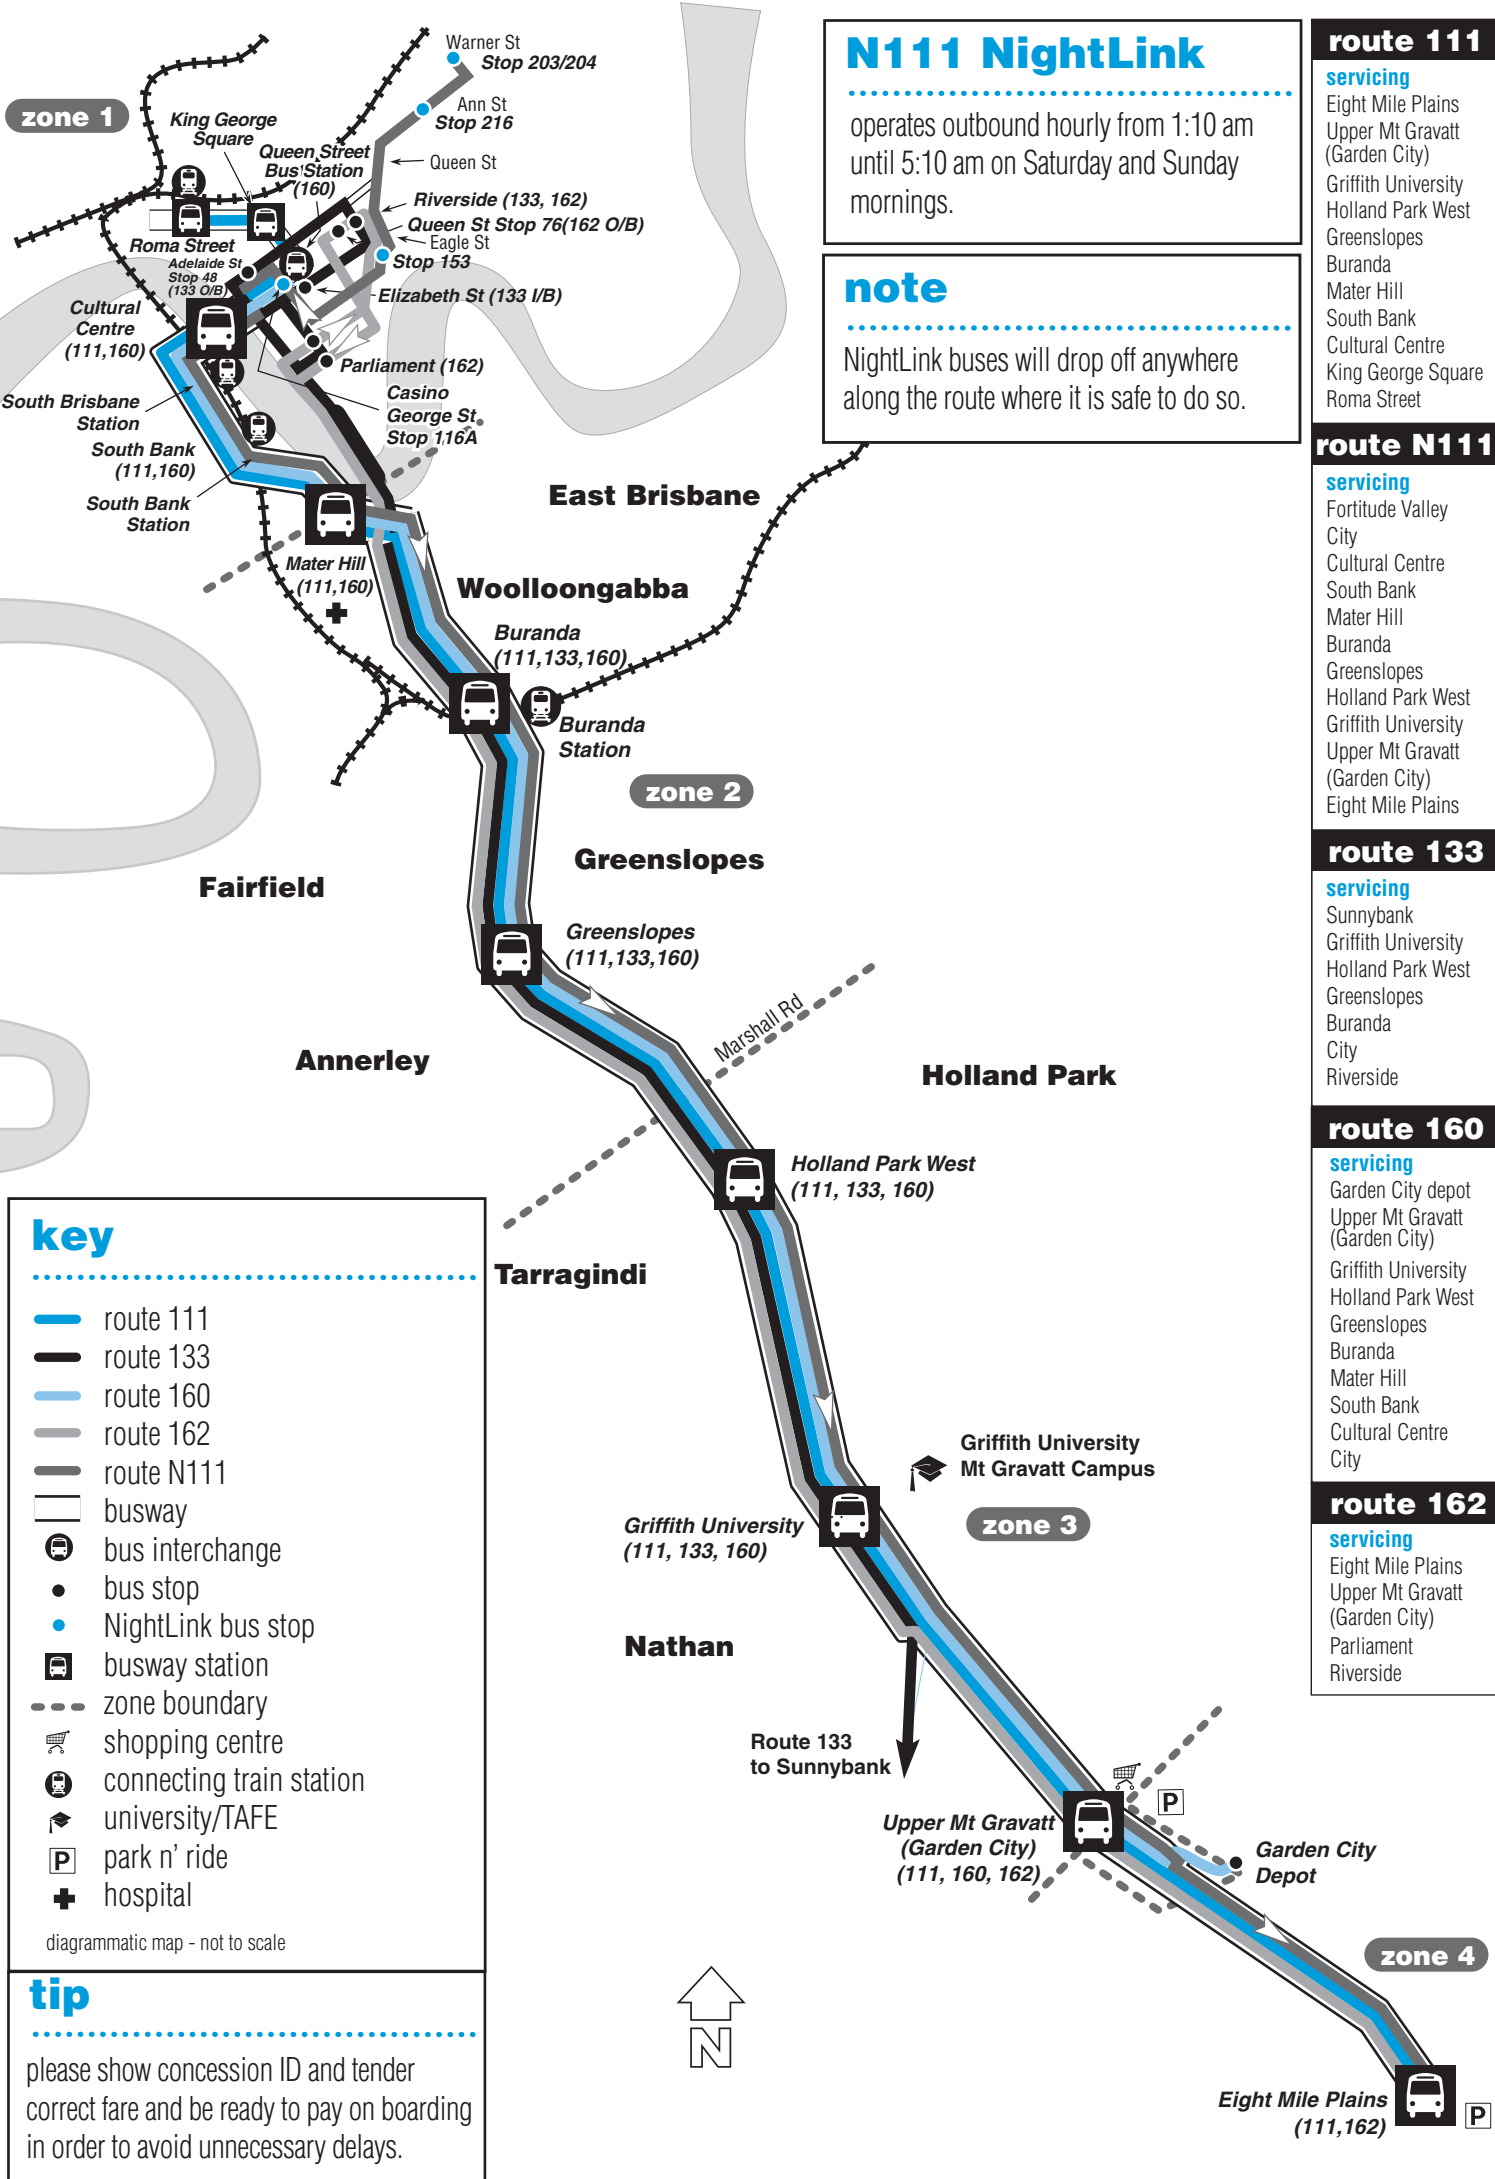 zone 1
Warner St
Stop 203/204
Ann St
Stop 216
King George
Square
Queen Street
Bus Station
(160)
Queen St
Riverside (133, 162)
Queen St Stop 76(162 O/B)
Eagle St
Stop 153
Roma Street
Adelaide St
Stop 48
(133 O/B)
Elizabeth St (133 I/B)
Cultural
Centre
(111,160)
Parliament (162)
Casino
George St
Stop 116A
South Brisbane
Station
South Bank
(111,160)
South Bank
Station
East Brisbane
Mater Hill
(111,160)
Woolloongabba
Buranda
(111,133,160)
Buranda
Station
zone 2
Greenslopes
Fairfield
Greenslopes
(111,133,160)
Marshall Rd
Annerley
Holland Park
Holland Park West
(111, 133, 160)
Tarragindi
Griffith University
Mt Gravatt Campus
zone 3
Griffith University
(111, 133, 160)
Nathan
Route 133
to Sunnybank
P
Upper Mt Gravatt
(Garden City)
(111, 160, 162)
Garden City
Depot
zone 4
Eight Mile Plains
(111,162)
P
N
N111 NightLink
operates outbound hourly from 1:10 am
until 5:10 am on Saturday and Sunday
mornings.
note
NightLink buses will drop off anywhere
along the route where it is safe to do so.
route 111
servicing
Eight Mile Plains
Upper Mt Gravatt
(Garden City)
Griffith University
Holland Park West
Greenslopes
Buranda
Mater Hill
South Bank
Cultural Centre
King George Square
Roma Street
route N111
servicing
Fortitude Valley
City
Cultural Centre
South Bank
Mater Hill
Buranda
Greenslopes
Holland Park West
Griffith University
Upper Mt Gravatt
(Garden City)
Eight Mile Plains
route 133
servicing
Sunnybank
Griffith University
Holland Park West
Greenslopes
Buranda
City
Riverside
route 160
servicing
Garden City depot
Upper Mt Gravatt
(Garden City)
Griffith University
Holland Park West
Greenslopes
Buranda
Mater Hill
South Bank
Cultural Centre
City
route 162
servicing
Eight Mile Plains
Upper Mt Gravatt
(Garden City)
Parliament
Riverside
key
route 111
route 133
route 160
route 162
route N111
busway
bus interchange
bus stop
NightLink bus stop
busway station
zone boundary
shopping centre
connecting train station
university/TAFE
P park n' ride
hospital
diagrammatic map - not to scale
tip
please show concession ID and tender
correct fare and be ready to pay on boarding
in order to avoid unnecessary delays.